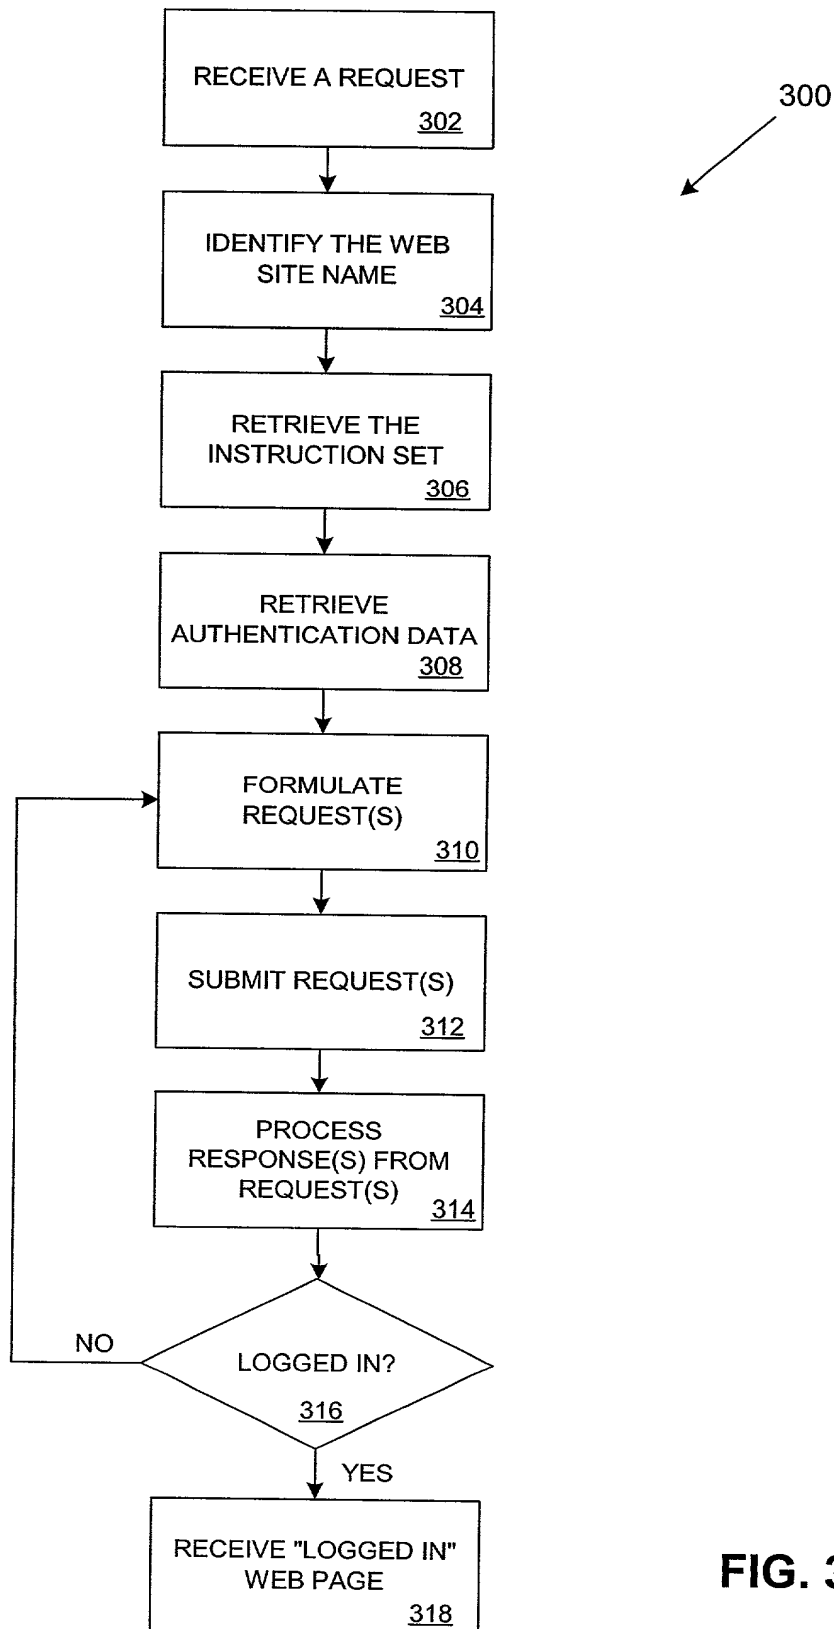 RECEIVE A REQUEST
302
300
IDENTIFY THE WEB
SITE NAME
304
RETRIEVE THE
INSTRUCTION SET
306
RETRIEVE
AUTHENTICATION DATA
308
FORMULATE
REQUEST(S)
310
SUBMIT REQUEST(S)
312
PROCESS
RESPONSE(S) FROM
REQUEST(S)
314
NO
LOGGED IN?
316
YES
RECEIVE "LOGGED IN"
WEB PAGE
318
FIG. 3